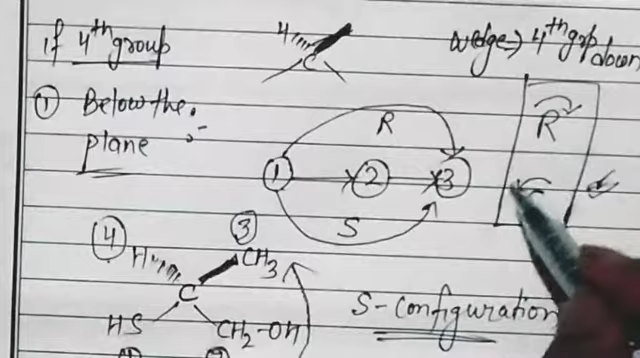 if 4th group
4
C
wedge → 4th grp down
① Below the
plane :-
R
R
① → ② → ③
S
④
③
H
CH3
C
HS
CH2-OH
S-configuration